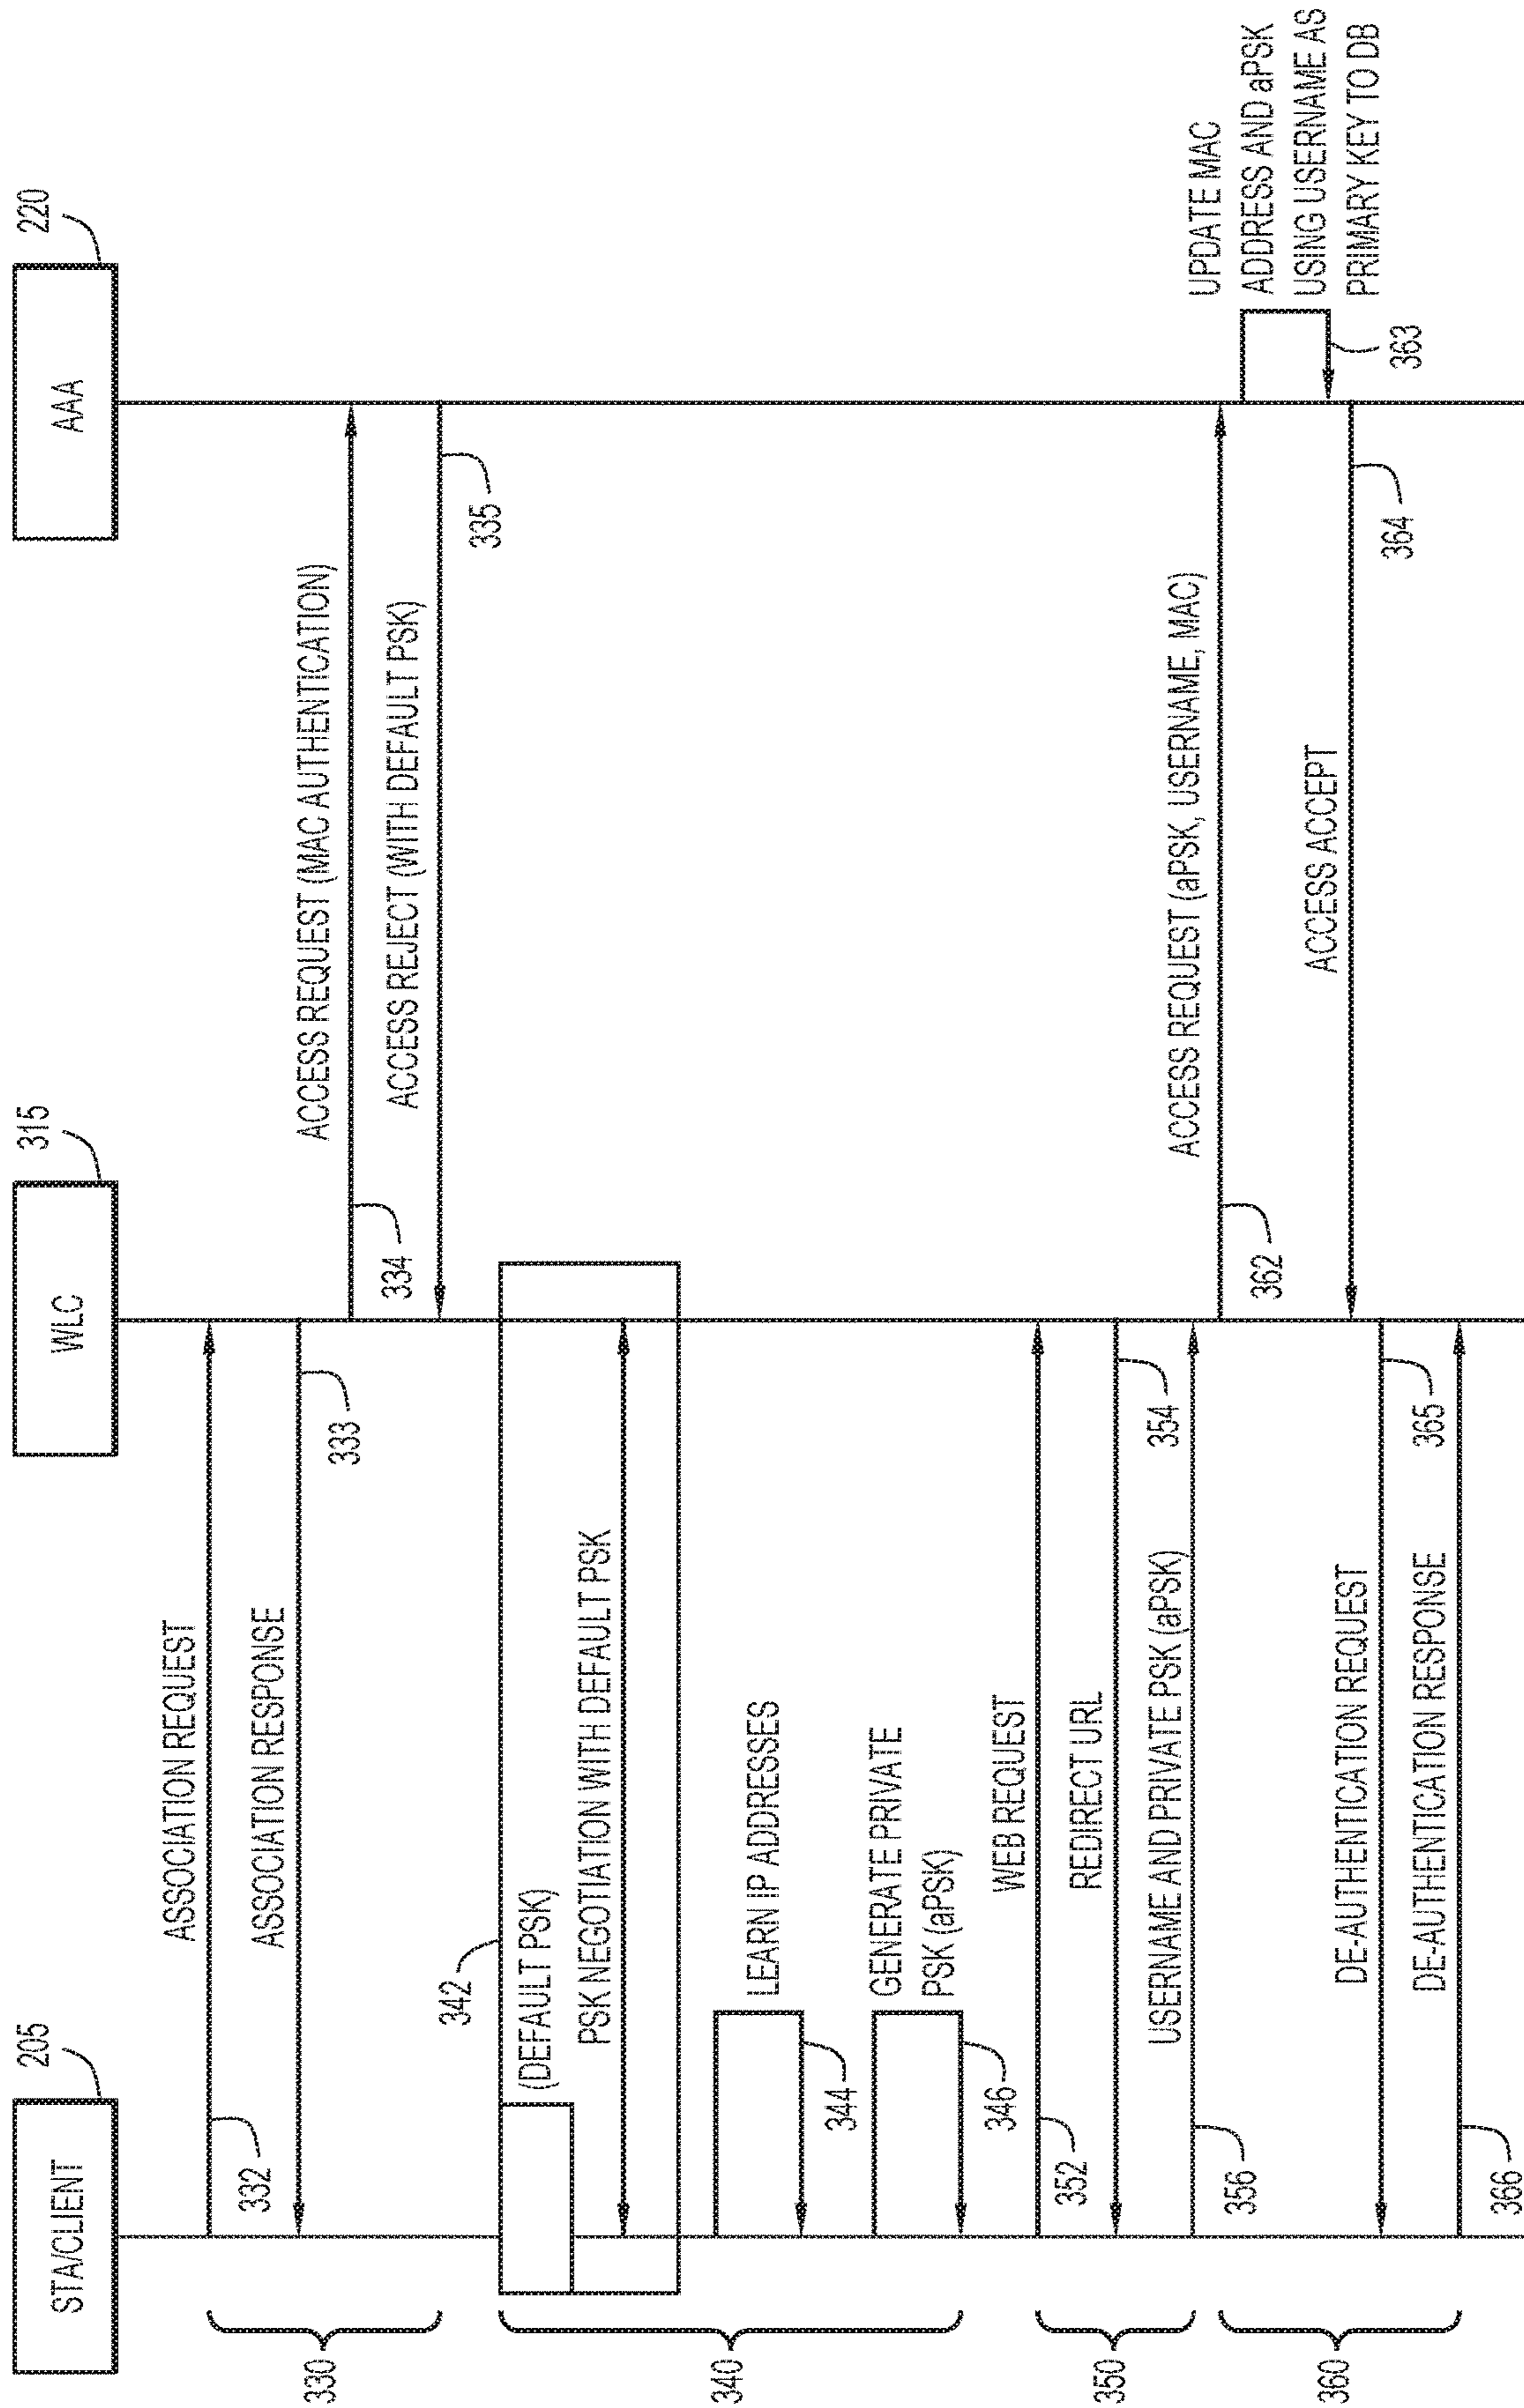 STA/CLIENT
205
WLC
315
AAA
220
330
ASSOCIATION REQUEST
332
ASSOCIATION RESPONSE
333
ACCESS REQUEST (MAC AUTHENTICATION)
334
ACCESS REJECT (WITH DEFAULT PSK)
335
340
342
(DEFAULT PSK)
PSK NEGOTIATION WITH DEFAULT PSK
LEARN IP ADDRESSES
344
GENERATE PRIVATE
PSK (aPSK)
346
350
WEB REQUEST
352
REDIRECT URL
354
USERNAME AND PRIVATE PSK (aPSK)
356
360
ACCESS REQUEST (aPSK, USERNAME, MAC)
362
UPDATE MAC
ADDRESS AND aPSK
USING USERNAME AS
PRIMARY KEY TO DB
363
ACCESS ACCEPT
364
DE-AUTHENTICATION REQUEST
365
DE-AUTHENTICATION RESPONSE
366